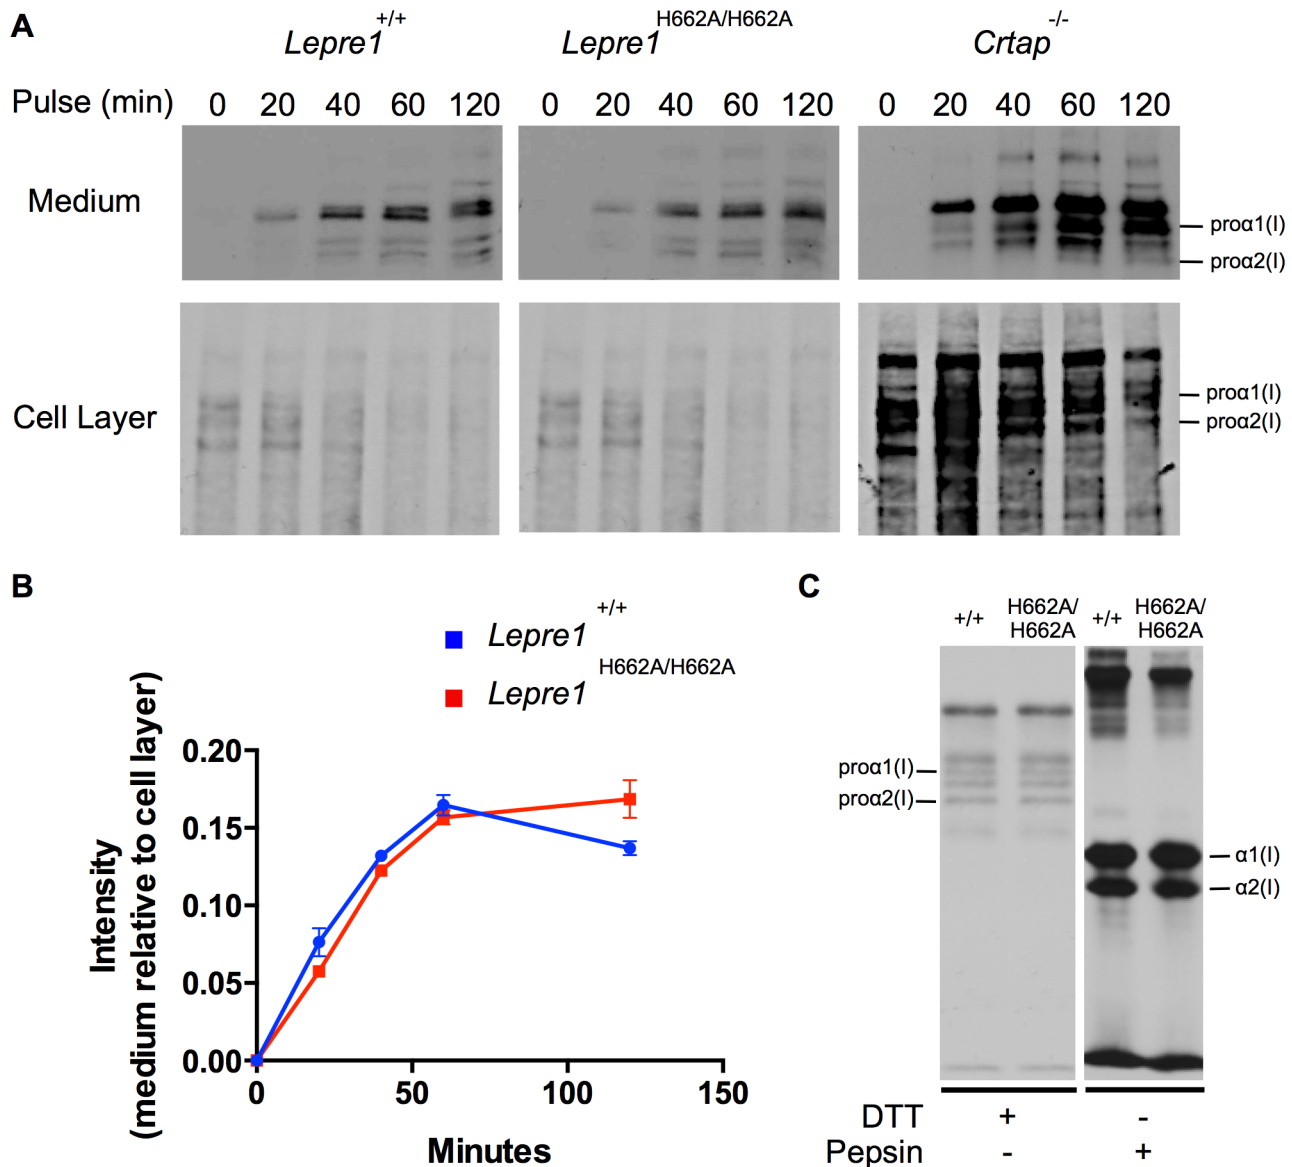 A
Lepre1+/+ Lepre1H662A/H662A Crtap-/-
Pulse (min) 0 20 40 60 120 0 20 40 60 120 0 20 40 60 120
Medium
proα1(I)
proα2(I)
Cell Layer
proα1(I)
proα2(I)
B
Lepre1+/+
Lepre1H662A/H662A
Intensity
(medium relative to cell layer)
0.20
0.15
0.10
0.05
0.00
0 50 100 150
Minutes
C
+/+ H662A/ +/+ H662A/
H662A H662A
proα1(I)
proα2(I)
α1(I)
α2(I)
DTT + -
Pepsin - +